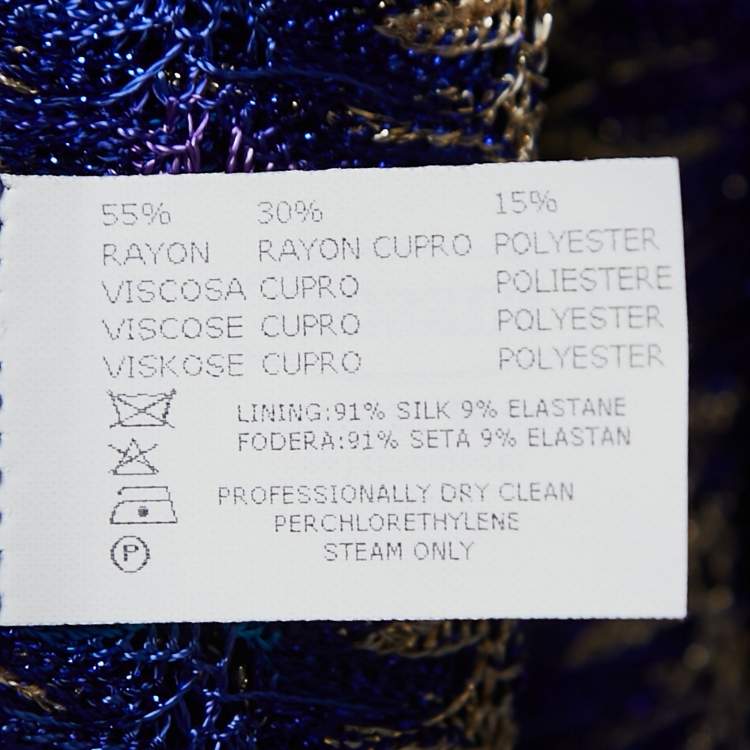 55% 30% 15%
RAYON RAYON CUPRO POLYESTER
VISCOSA CUPRO POLIESTERE
VISCOSE CUPRO POLYESTER
VISKOSE CUPRO POLYESTER
LINING:91% SILK 9% ELASTANE
FODERA:91% SETA 9% ELASTAN
PROFESSIONALLY DRY CLEAN
PERCHLORETHYLENE
P STEAM ONLY